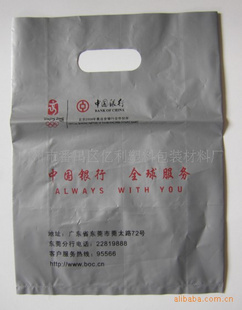 中国银行
BANK OF CHINA
中国银行 全球服务
ALWAYS WITH YOU
地址：广东省东莞市莞太路72号
东莞分行电话：22819888
客户服务热线：95566
http://www.boc.cn
alibaba.com.cn